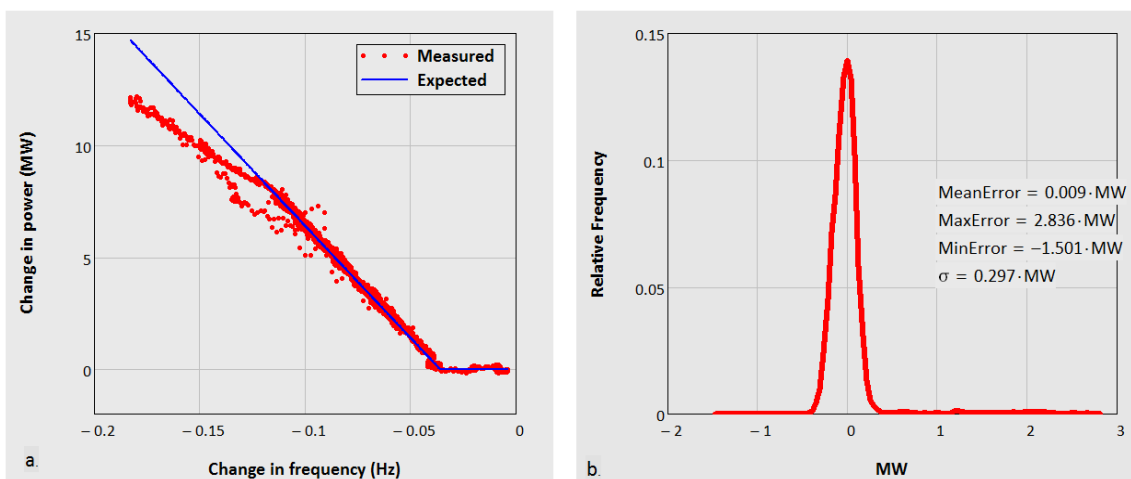 15
10
5
0
−0.2
−0.15
−0.1
−0.05
0
Measured
Expected
Change in power (MW)
Change in frequency (Hz)
a.
0.15
0.1
0.05
0
−2
−1
0
1
2
3
Relative Frequency
MeanError = 0.009·MW
MaxError = 2.836·MW
MinError = −1.501·MW
σ = 0.297·MW
MW
b.